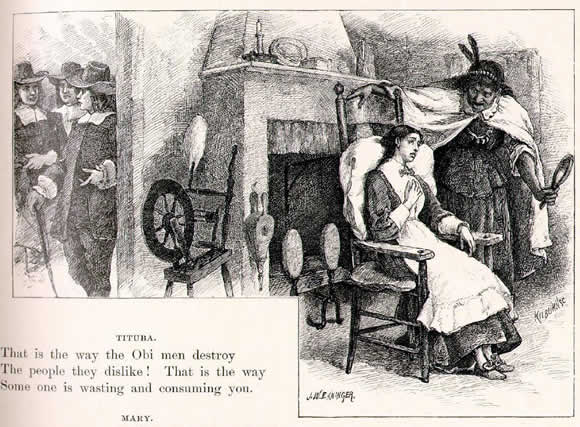 TITUBA.
That is the way the Obi men destroy
The people they dislike! That is the way
Some one is wasting and consuming you.
MARY.